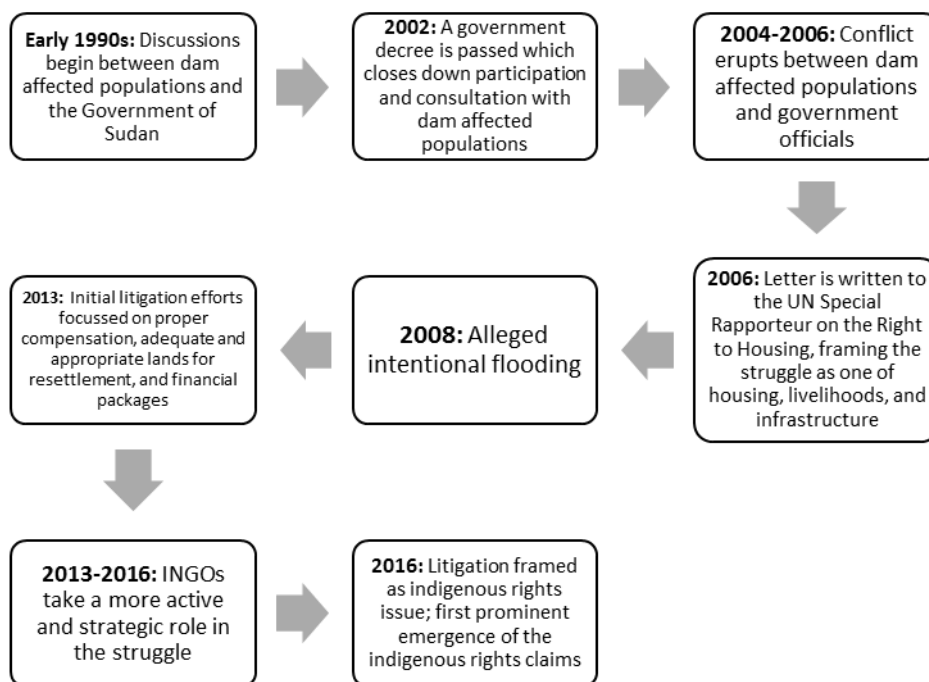 Early 1990s: Discussions
begin between dam
affected populations and
the Government of
Sudan
2002: A government
decree is passed which
closes down participation
and consultation with
dam affected
populations
2004-2006: Conflict
erupts between dam
affected populations
and government
officials
2006: Letter is written to
the UN Special
Rapporteur on the Right
to Housing, framing the
struggle as one of
housing, livelihoods, and
infrastructure
2008: Alleged
intentional flooding
2013: Initial litigation efforts
focussed on proper
compensation, adequate and
appropriate lands for
resettlement, and financial
packages
2013-2016: INGOs
take a more active
and strategic role in
the struggle
2016: Litigation framed
as indigenous rights
issue; first prominent
emergence of the
indigenous rights claims